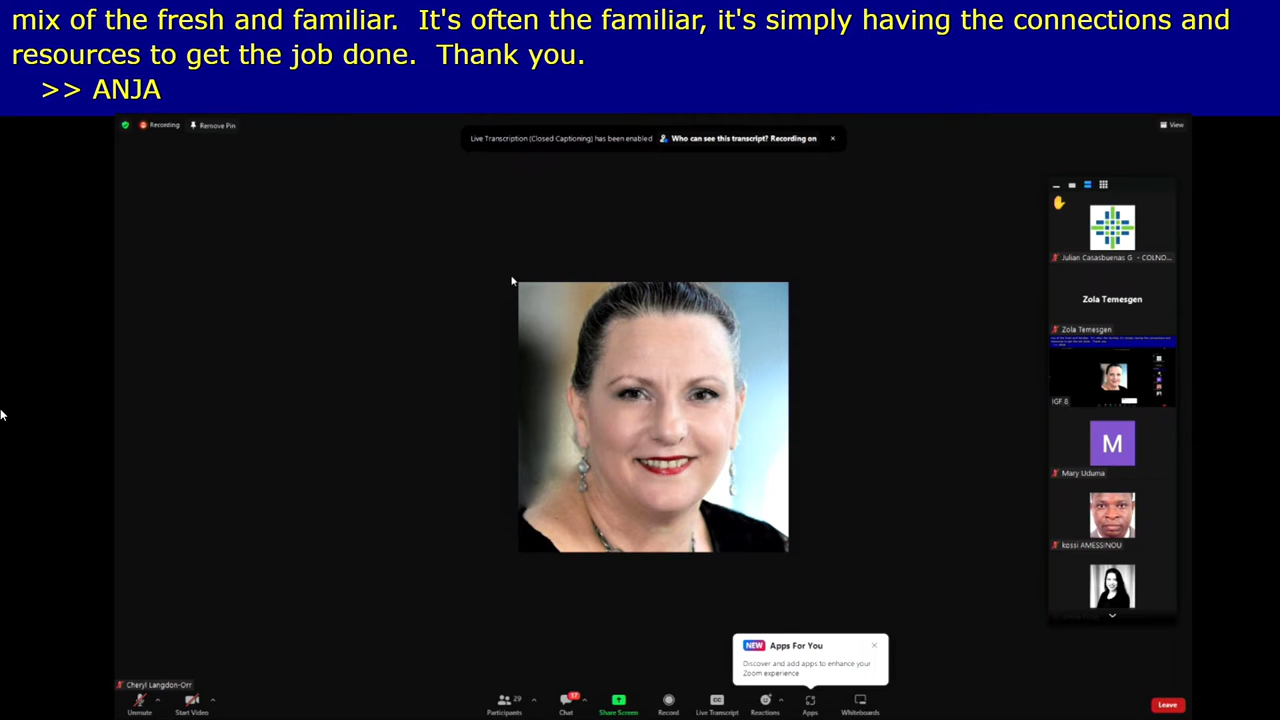 mix of the fresh and familiar.  It's often the familiar, it's simply having the connections and
resources to get the job done.  Thank you.
>> ANJA
Recording
Remove Pin
Live Transcription (Closed Captioning) has been enabled
Who can see this transcript? Recording on
View
Julian Casasbuenas G - COLNO...
Zola Temesgen
Zola Temesgen
IGF 8
M
Mary Uduma
kossi AMESSINOU
NEW Apps For You
Discover and add apps to enhance your
Zoom experience
Cheryl Langdon-Orr
Unmute
Start Video
29
Participants
17
Chat
Share Screen
Record
CC
Live Transcript
Reactions
Apps
Whiteboards
Leave